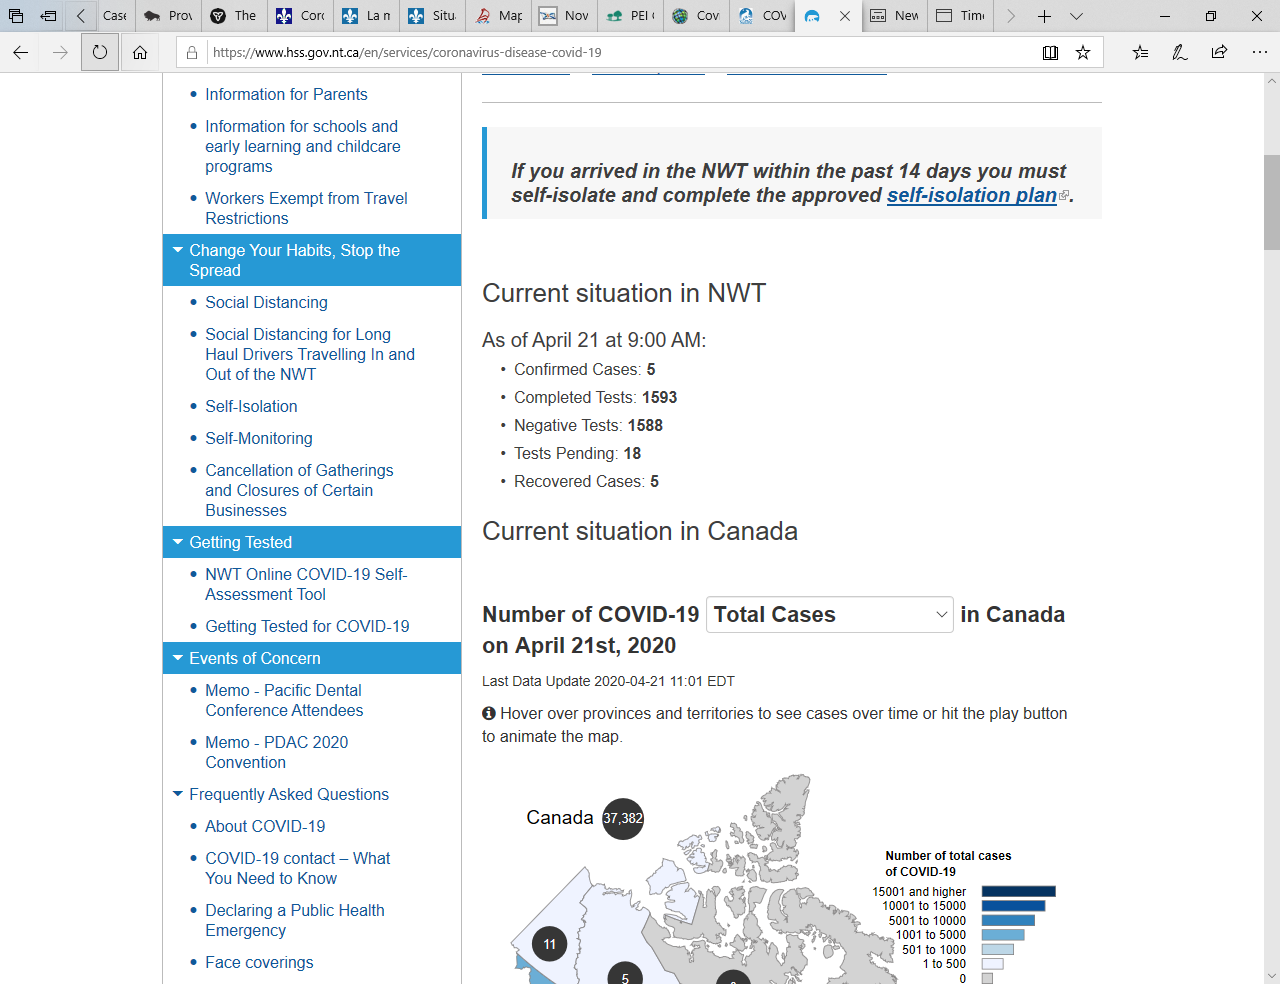 Case
Prov
The
Cord
La m
Situa
Map
Nov
PEI C
Covi
COV
New
Time
https://www.hss.gov.nt.ca/en/services/coronavirus-disease-covid-19
Information for Parents
Information for schools and
early learning and childcare
programs
Workers Exempt from Travel
Restrictions
Change Your Habits, Stop the
Spread
Social Distancing
Social Distancing for Long
Haul Drivers Travelling In and
Out of the NWT
Self-Isolation
Self-Monitoring
Cancellation of Gatherings
and Closures of Certain
Businesses
Getting Tested
NWT Online COVID-19 Self-
Assessment Tool
Getting Tested for COVID-19
Events of Concern
Memo - Pacific Dental
Conference Attendees
Memo - PDAC 2020
Convention
Frequently Asked Questions
About COVID-19
COVID-19 contact – What
You Need to Know
Declaring a Public Health
Emergency
Face coverings
If you arrived in the NWT within the past 14 days you must
self-isolate and complete the approved self-isolation plan.
Current situation in NWT
As of April 21 at 9:00 AM:
Confirmed Cases: 5
Completed Tests: 1593
Negative Tests: 1588
Tests Pending: 18
Recovered Cases: 5
Current situation in Canada
Number of COVID-19 Total Cases in Canada
on April 21st, 2020
Last Data Update 2020-04-21 11:01 EDT
Hover over provinces and territories to see cases over time or hit the play button
to animate the map.
Canada 37,382
11
5
Number of total cases
of COVID-19
15001 and higher
10001 to 15000
5001 to 10000
1001 to 5000
501 to 1000
1 to 500
0